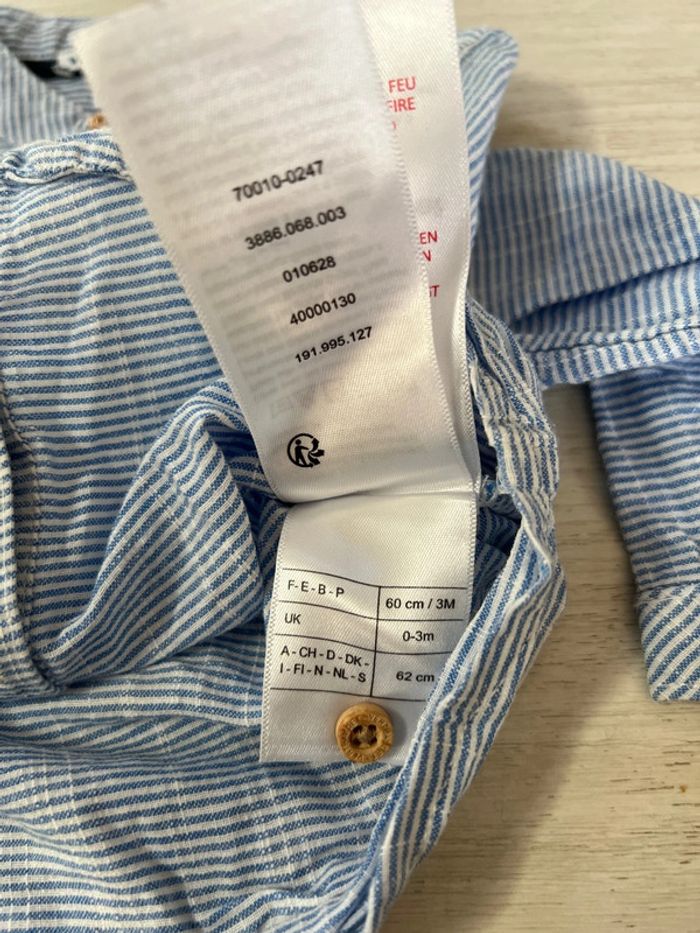 70010-0247
3886.068.003
010628
40000130
191.995.127
FEU
FIRE
EN
N
F-E-B-P
60 cm / 3M
UK
0-3m
A - CH - D - DK -
I - FI - N - NL - S
62 cm